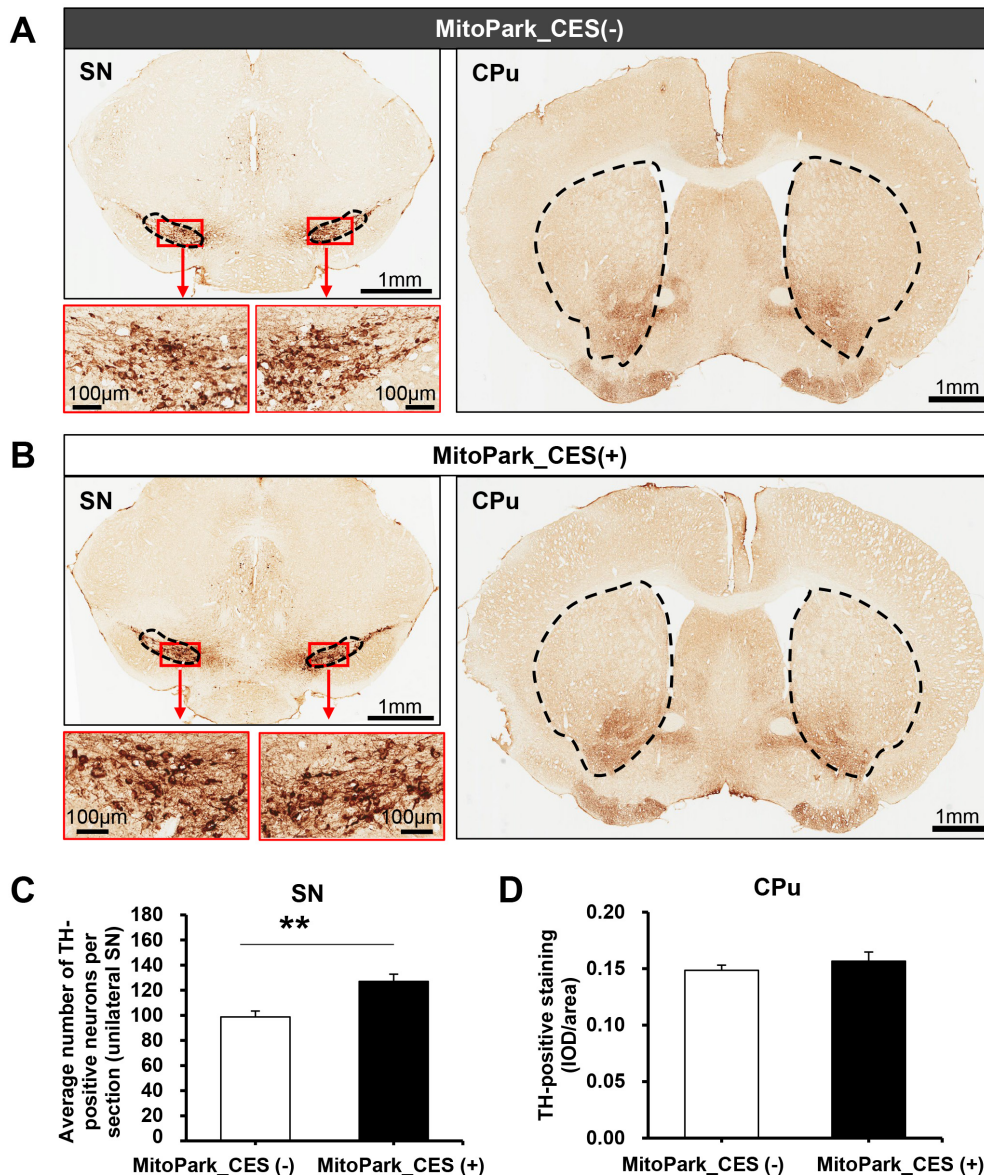 A
MitoPark_CES(-)
SN
CPu
1mm
100µm
100µm
1mm
B
MitoPark_CES(+)
SN
CPu
1mm
100µm
100µm
1mm
C
SN
Average number of TH-
positive neurons per
section (unilateral SN)
180
160
140
120
100
80
60
40
20
0
**
MitoPark_CES (-)
MitoPark_CES (+)
D
CPu
TH-positive staining
(IOD/area)
0.20
0.15
0.10
0.05
0.00
MitoPark_CES (-)
MitoPark_CES (+)